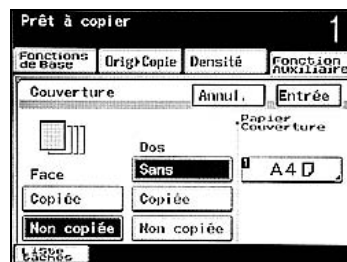 Prêt à copier 1
Fonctions de Base
Orig▸Copie
Densité
Fonction Auxiliaire
Couverture
Annul.
Entrée
Papier Couverture
Dos
Face
Sans
1 A4
Copiée
Copiée
Non copiée
Non copiée
Liste tâches